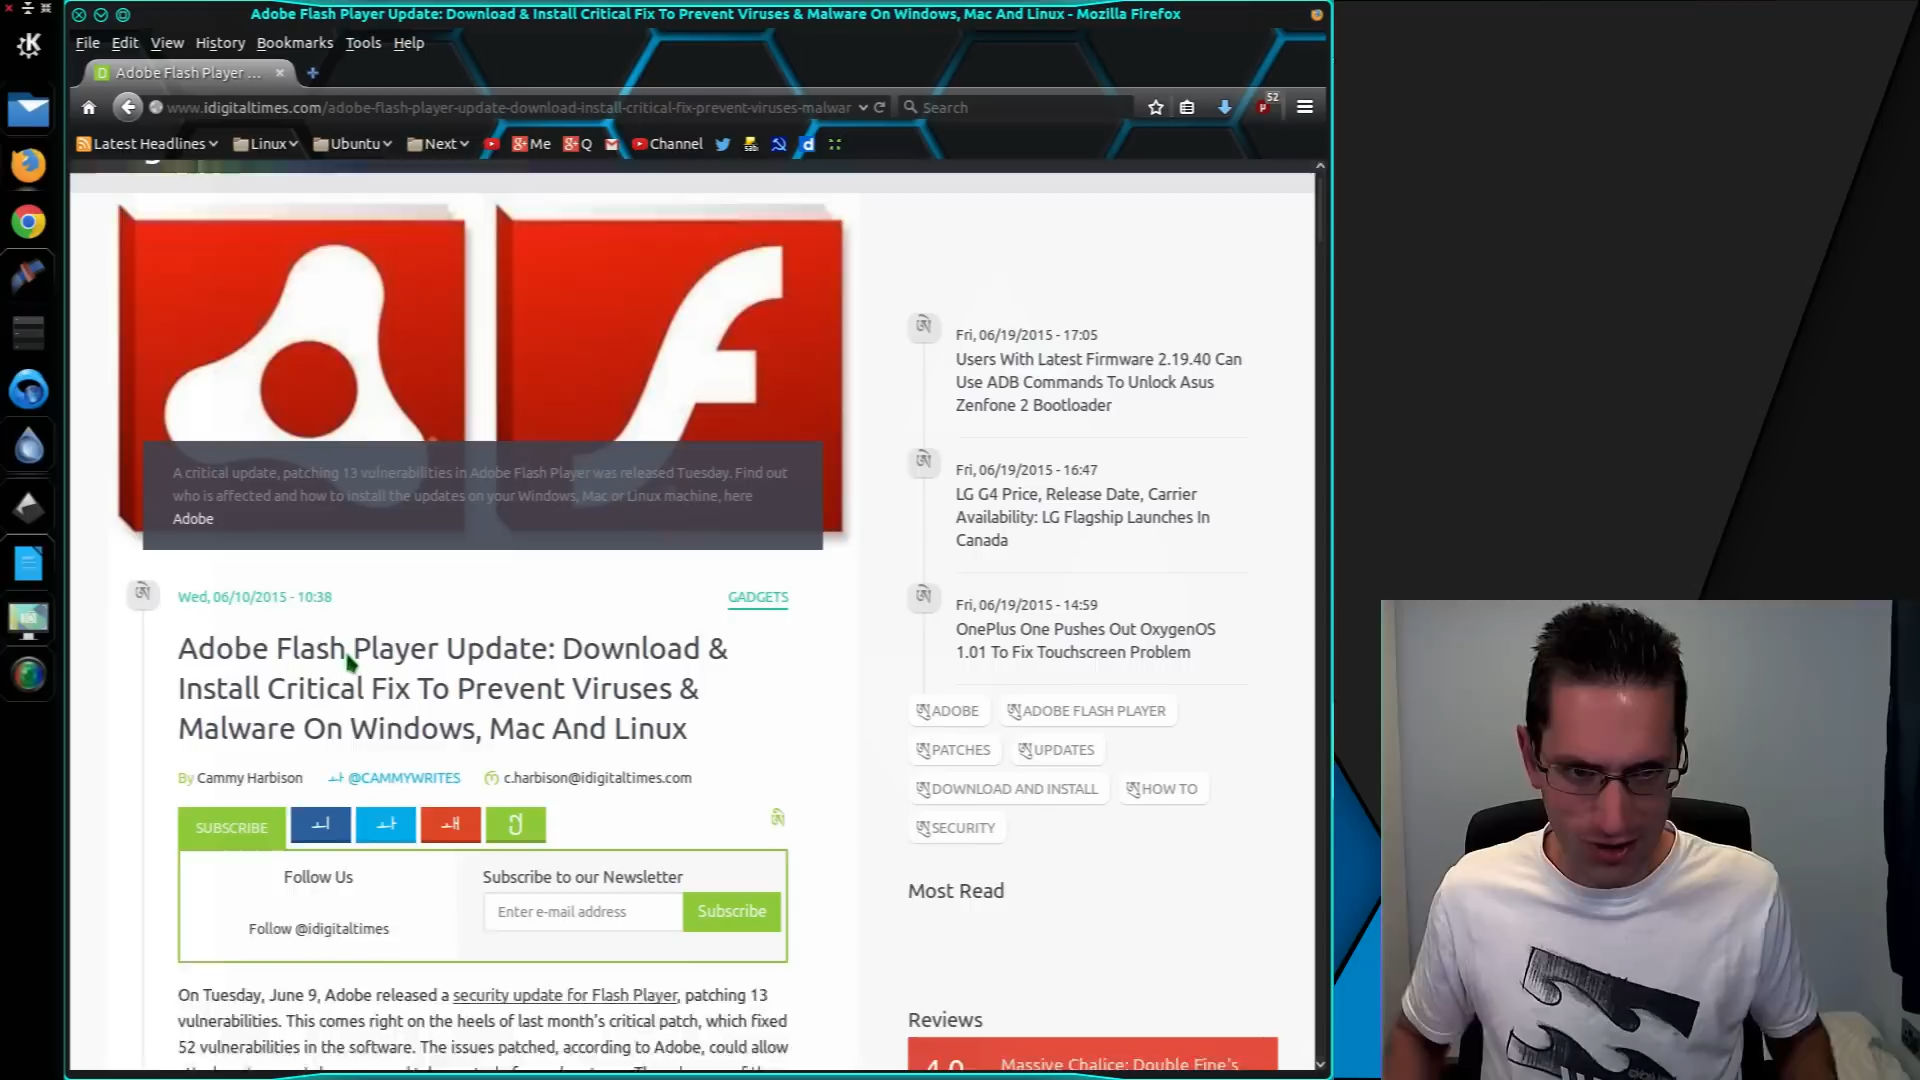 Adobe Flash Player Update: Download & Install Critical Fix To Prevent Viruses & Malware On Windows, Mac And Linux - Mozilla Firefox
File Edit View History Bookmarks Tools Help
Adobe Flash Player ...
www.idigitaltimes.com/adobe-flash-player-update-download-install-critical-fix-prevent-viruses-malwar
Search
52
Latest Headlines Linux Ubuntu Next Me Q Channel
A critical update, patching 13 vulnerabilities in Adobe Flash Player was released Tuesday. Find out
who is affected and how to install the updates on your Windows, Mac or Linux machine, here
Adobe
Wed, 06/10/2015 - 10:38
GADGETS
Adobe Flash Player Update: Download &
Install Critical Fix To Prevent Viruses &
Malware On Windows, Mac And Linux
By Cammy Harbison @CAMMYWRITES c.harbison@idigitaltimes.com
SUBSCRIBE
Follow Us
Follow @idigitaltimes
Subscribe to our Newsletter
Enter e-mail address
Subscribe
On Tuesday, June 9, Adobe released a security update for Flash Player, patching 13
vulnerabilities. This comes right on the heels of last month's critical patch, which fixed
52 vulnerabilities in the software. The issues patched, according to Adobe, could allow
Fri, 06/19/2015 - 17:05
Users With Latest Firmware 2.19.40 Can
Use ADB Commands To Unlock Asus
Zenfone 2 Bootloader
Fri, 06/19/2015 - 16:47
LG G4 Price, Release Date, Carrier
Availability: LG Flagship Launches In
Canada
Fri, 06/19/2015 - 14:59
OnePlus One Pushes Out OxygenOS
1.01 To Fix Touchscreen Problem
ADOBE
ADOBE FLASH PLAYER
PATCHES
UPDATES
DOWNLOAD AND INSTALL
HOW TO
SECURITY
Most Read
Reviews
4.0
Massive Chalice: Double Fine's